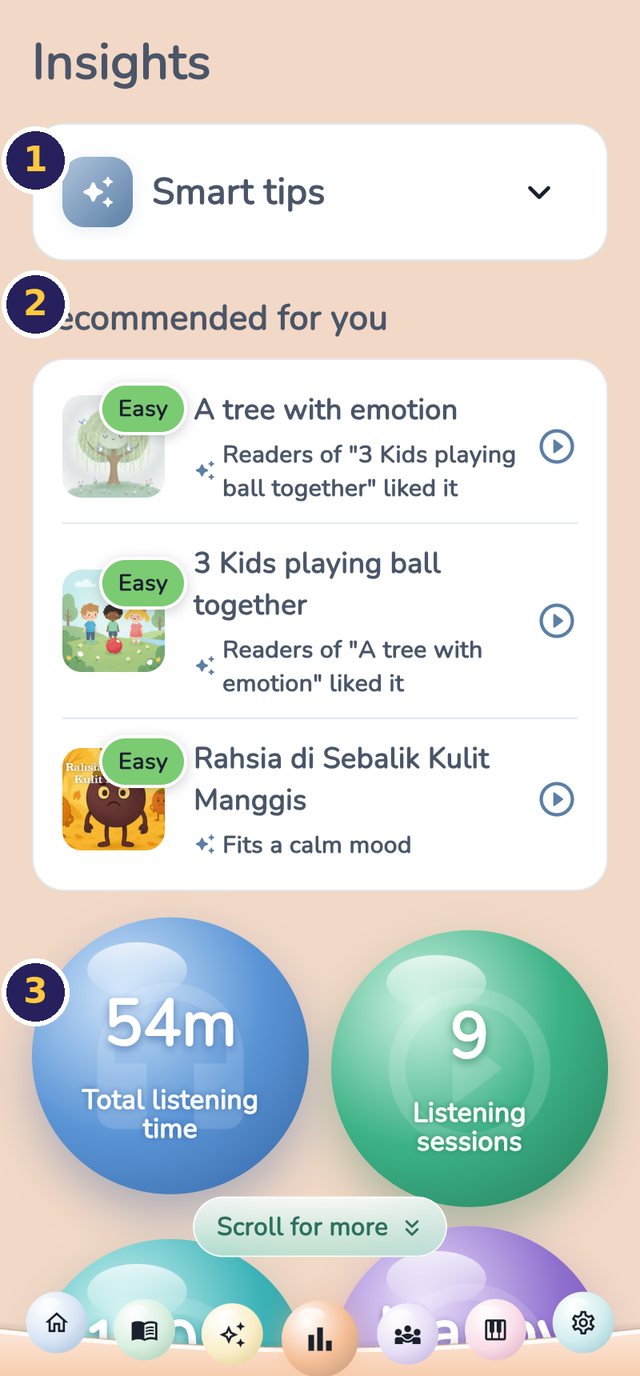 Insights
1
Smart tips
2
ecommended for you
Easy
A tree with emotion
Readers of "3 Kids playing
ball together" liked it
Easy
3 Kids playing ball
together
Readers of "A tree with
emotion" liked it
Easy
Rahsia di Sebalik Kulit
Manggis
Fits a calm mood
3
54m
Total listening
time
9
Listening
sessions
Scroll for more